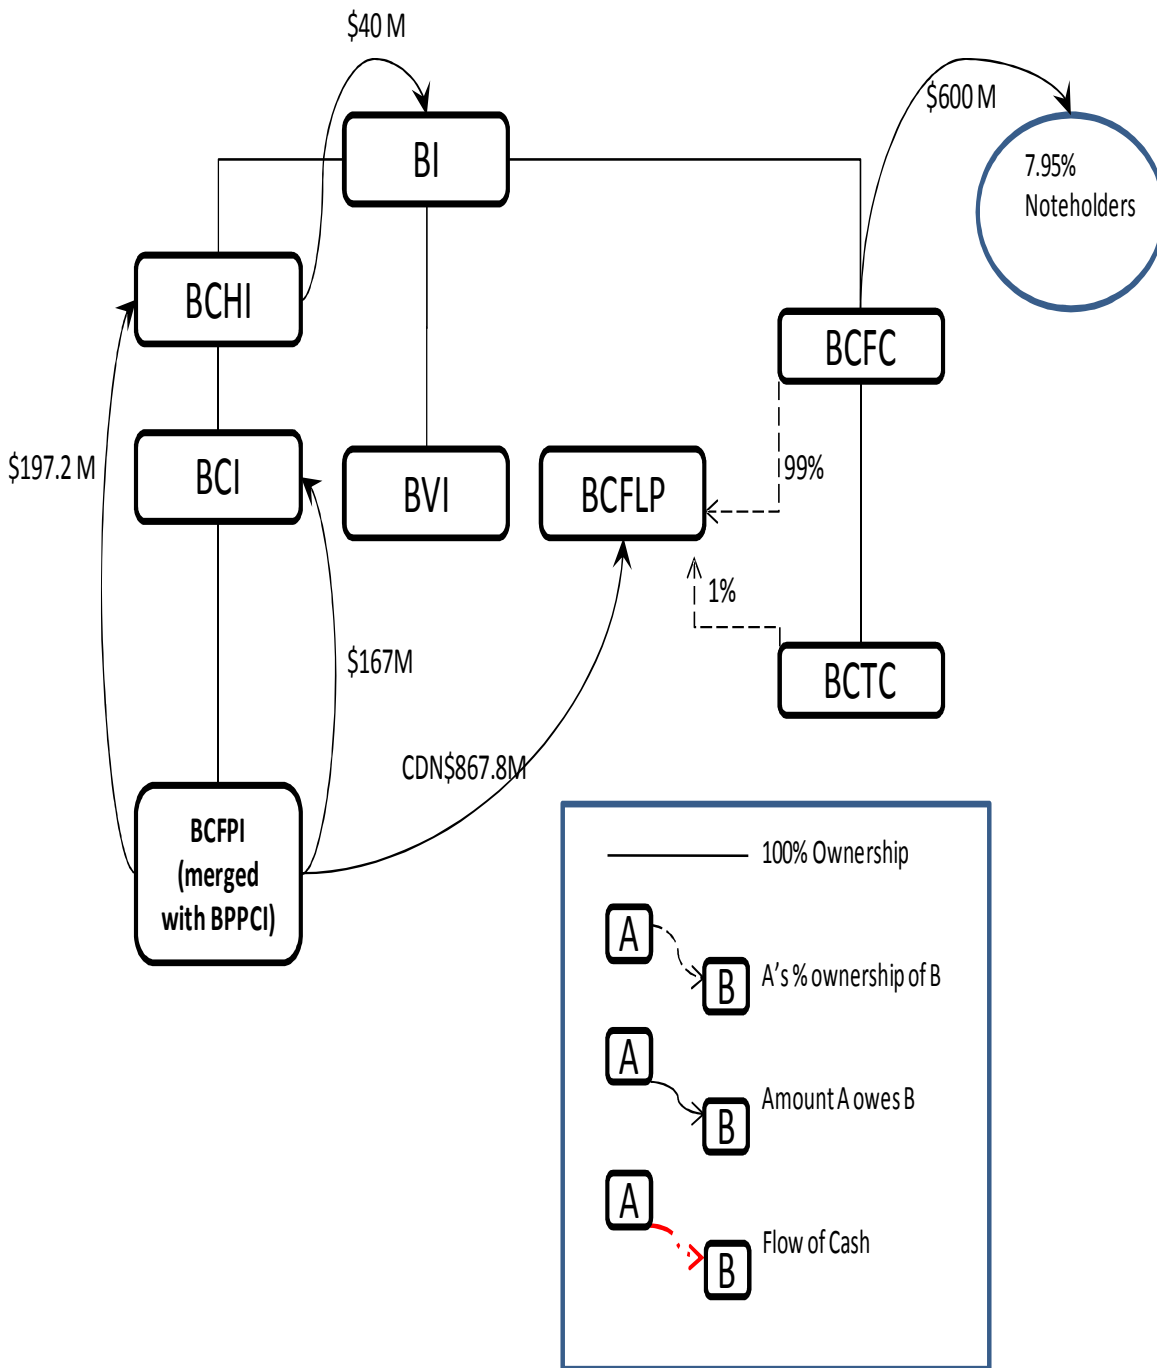 $40 M
BI
$600 M
7.95%
Noteholders
BCHI
BCFC
$197.2 M
BCI
BVI
BCFLP
99%
1%
$167M
BCTC
CDN$867.8M
BCFPI
(merged
with BPPCI)
100% Ownership
A
B
A's % ownership of B
A
B
Amount A owes B
A
B
Flow of Cash